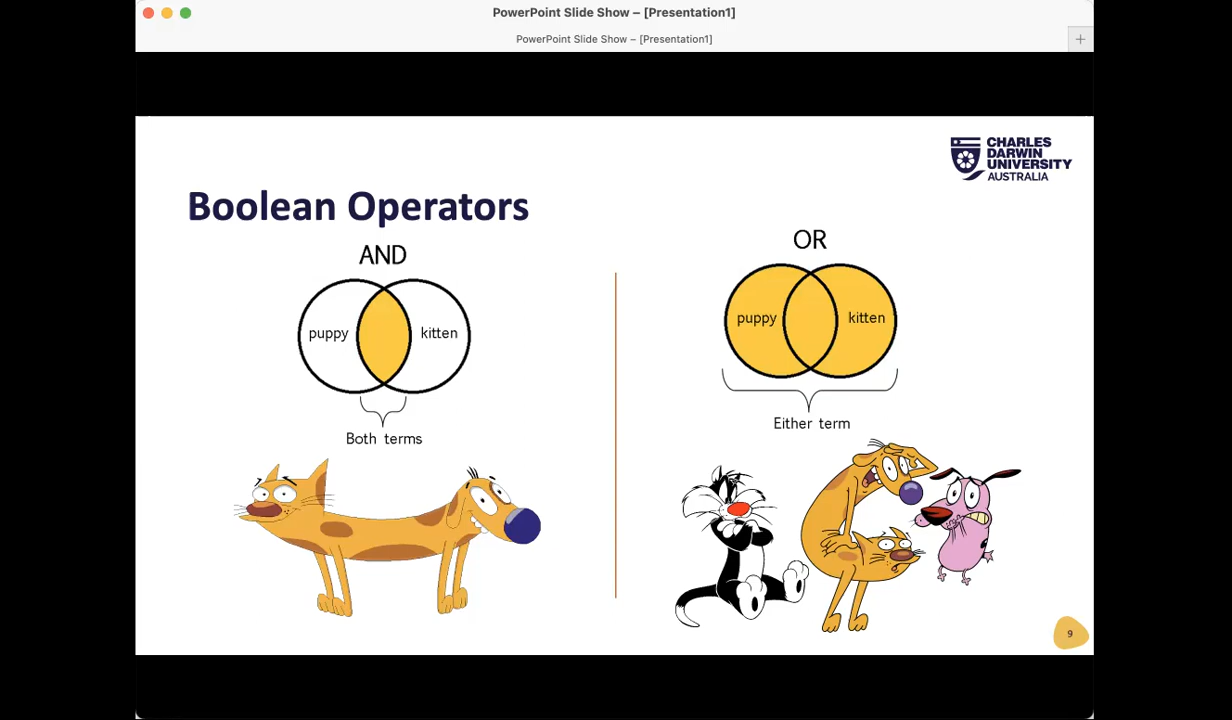 PowerPoint Slide Show – [Presentation1]
PowerPoint Slide Show – [Presentation1]
+
CHARLES
DARWIN
UNIVERSITY
AUSTRALIA
Boolean Operators
AND
puppy
kitten
Both terms
OR
puppy
kitten
Either term
9